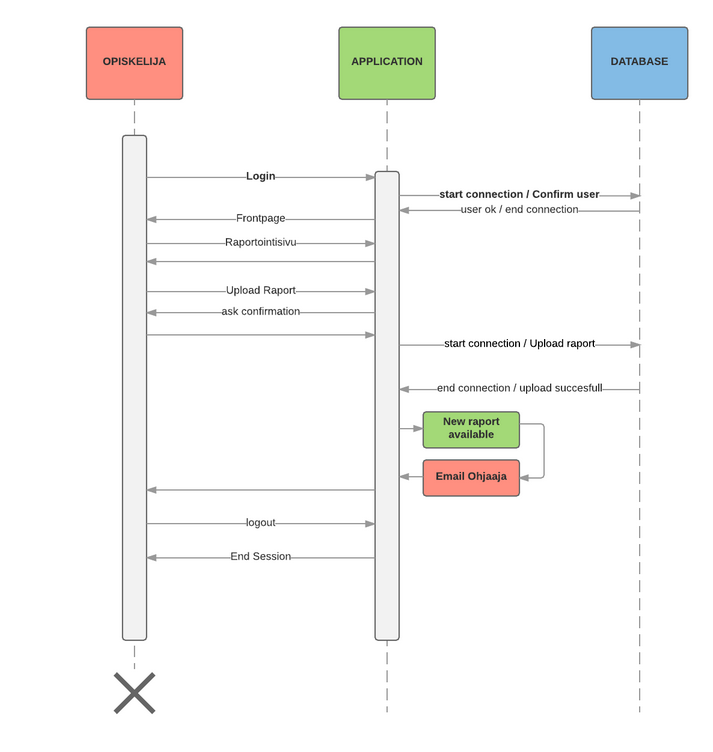 OPISKELIJA
APPLICATION
DATABASE
Login
start connection / Confirm user
user ok / end connection
Frontpage
Raportointisivu
Upload Raport
ask confirmation
start connection / Upload raport
end connection / upload succesfull
New raport
available
Email Ohjaaja
logout
End Session